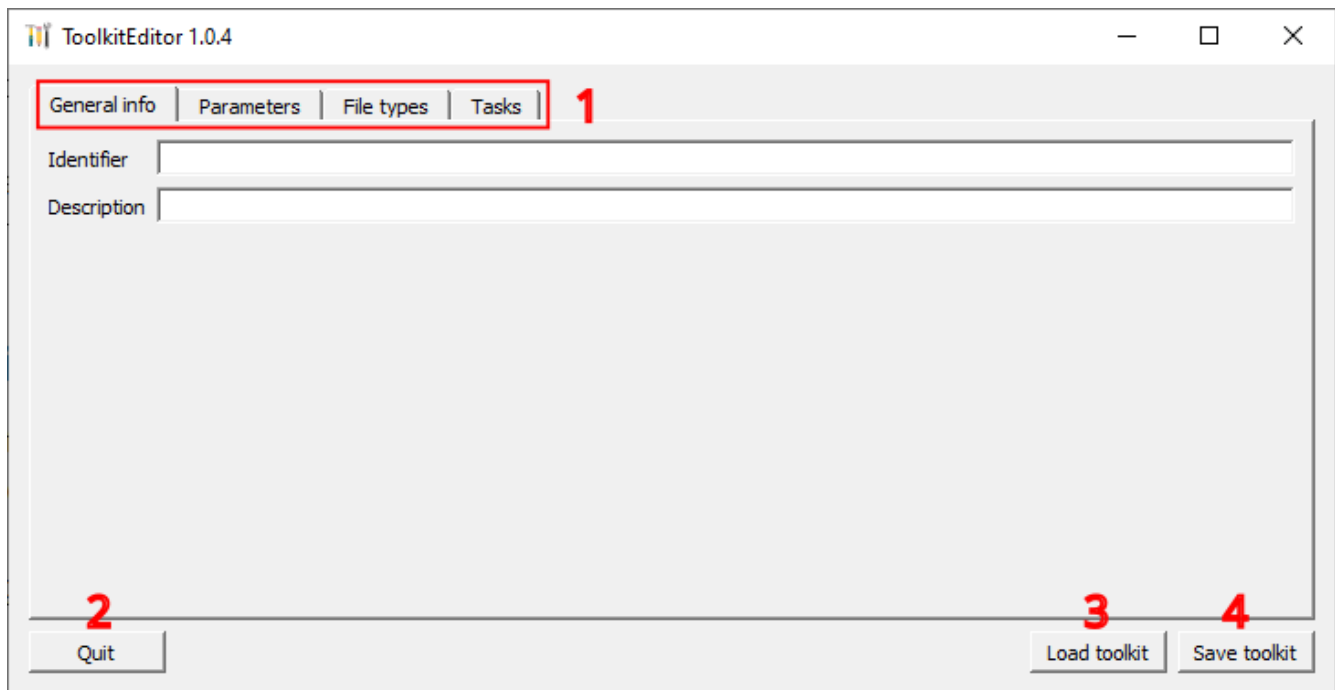 ToolkitEditor 1.0.4
General info Parameters File types Tasks 1
Identifier
Description
2 3 4
Quit Load toolkit Save toolkit